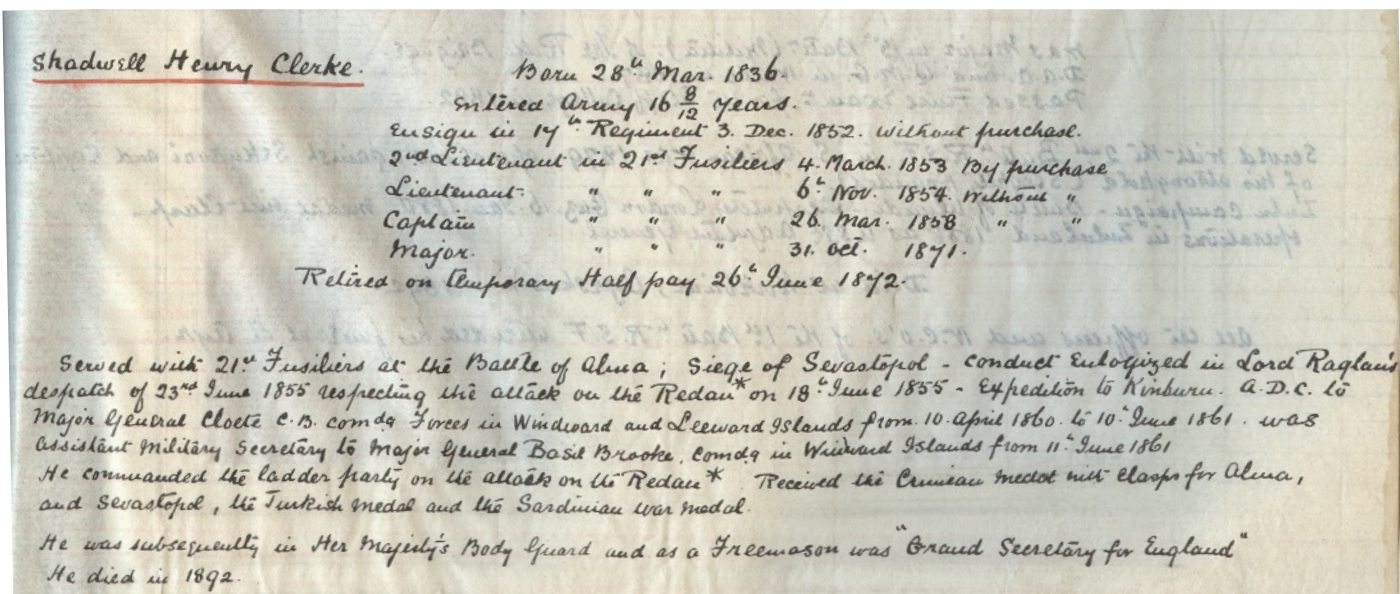 Shadwell Henry Clerke. Born 28th Mar. 1836.
Entered Army 16 8/12 years.
Ensign in 17th Regiment 3. Dec. 1852. Without purchase.
2nd Lieutenant in 21st Fusiliers 4. March. 1853 By purchase
Lieutenant " " " 6th Nov. 1854. Without "
Captain " " " 26. Mar. 1858 " "
Major. " " " 31. Oct. 1871.
Retired on temporary Half pay 26th June 1872.
Served with 21st Fusiliers at the Battle of Alma; Siege of Sevastopol - conduct Eulogized in Lord Raglan's
despatch of 23rd June 1855 respecting the attack on the Redan* on 18th June 1855 - Expedition to Kinburn. A.D.C. to
Major General Cloete C.B. comdg Forces in Windward and Leeward Islands from. 10. April 1860. to 10th June 1861. was
assistant Military Secretary to Major General Basil Brooke, comdg in Windward Islands from 11th June 1861
He commanded the ladder party on the attack on the Redan* . Received the Crimean medal with Clasps for Alma,
and Sevastopol, the Turkish medal and the Sardinian war medal.
He was subsequently in Her Majesty's Body Guard and as a Freemason was "Grand Secretary for England"
He died in 1892.